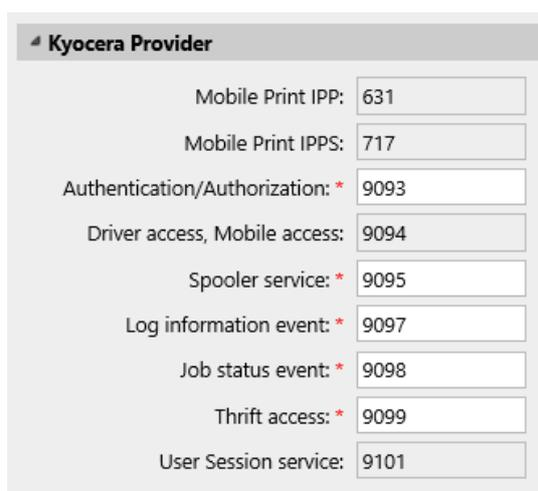 Kyocera Provider
Mobile Print IPP: 631
Mobile Print IPPS: 717
Authentication/Authorization: * 9093
Driver access, Mobile access: 9094
Spooler service: * 9095
Log information event: * 9097
Job status event: * 9098
Thrift access: * 9099
User Session service: 9101